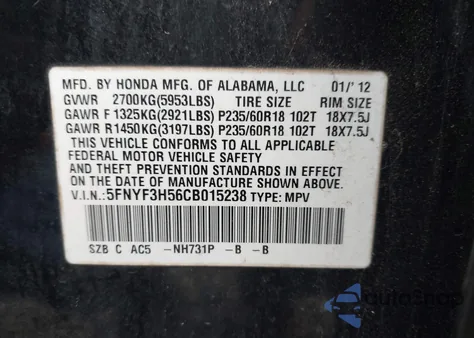 MFD. BY HONDA MFG. OF ALABAMA, LLC 01/'12
GVWR 2700KG(5953LBS) TIRE SIZE RIM SIZE
GAWR F 1325KG(2921LBS) P235/60R18 102T 18X7.5J
GAWR R1450KG(3197LBS) P235/60R18 102T 18X7.5J
THIS VEHICLE CONFORMS TO ALL APPLICABLE
FEDERAL MOTOR VEHICLE SAFETY
AND THEFT PREVENTION STANDARDS IN EFFECT ON
THE DATE OF MANUFACTURE SHOWN ABOVE
V.I.N.: 5FNYF3H56CB015238 TYPE: MPV
SZB C AC5 -NH731P -B -B
autosnap